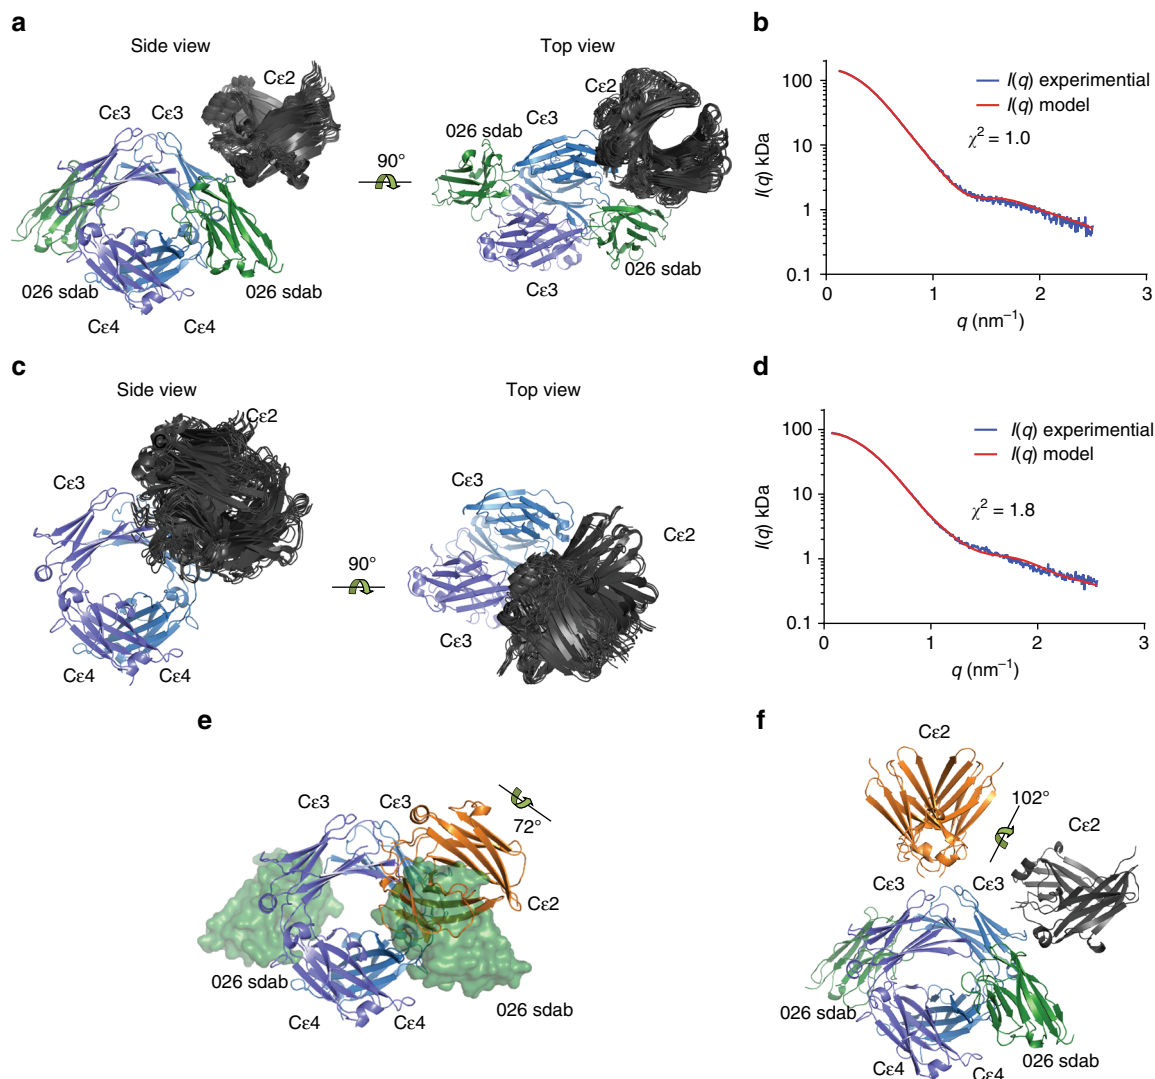 a
Side view
Cε2
Cε3 Cε3
026 sdab
026 sdab
Cε4
Cε4
90°
Top view
Cε2
Cε3
026 sdab
026 sdab
Cε3
b
I(q) experimental
I(q) model
χ² = 1.0
I(q) kDa
100
10
1
0.1
0
1
2
3
q (nm⁻¹)
c
Side view
Cε2
C
Cε3
Cε4
Cε4
90°
Top view
Cε3
Cε2
Cε3
d
I(q) experimental
I(q) model
χ² = 1.8
I(q) kDa
100
10
1
0.1
0
1
2
3
q (nm⁻¹)
e
Cε3
Cε3
72°
Cε2
026 sdab
026 sdab
Cε4
Cε4
f
Cε2
102°
Cε2
Cε3
Cε3
026 sdab
026 sdab
Cε4
Cε4